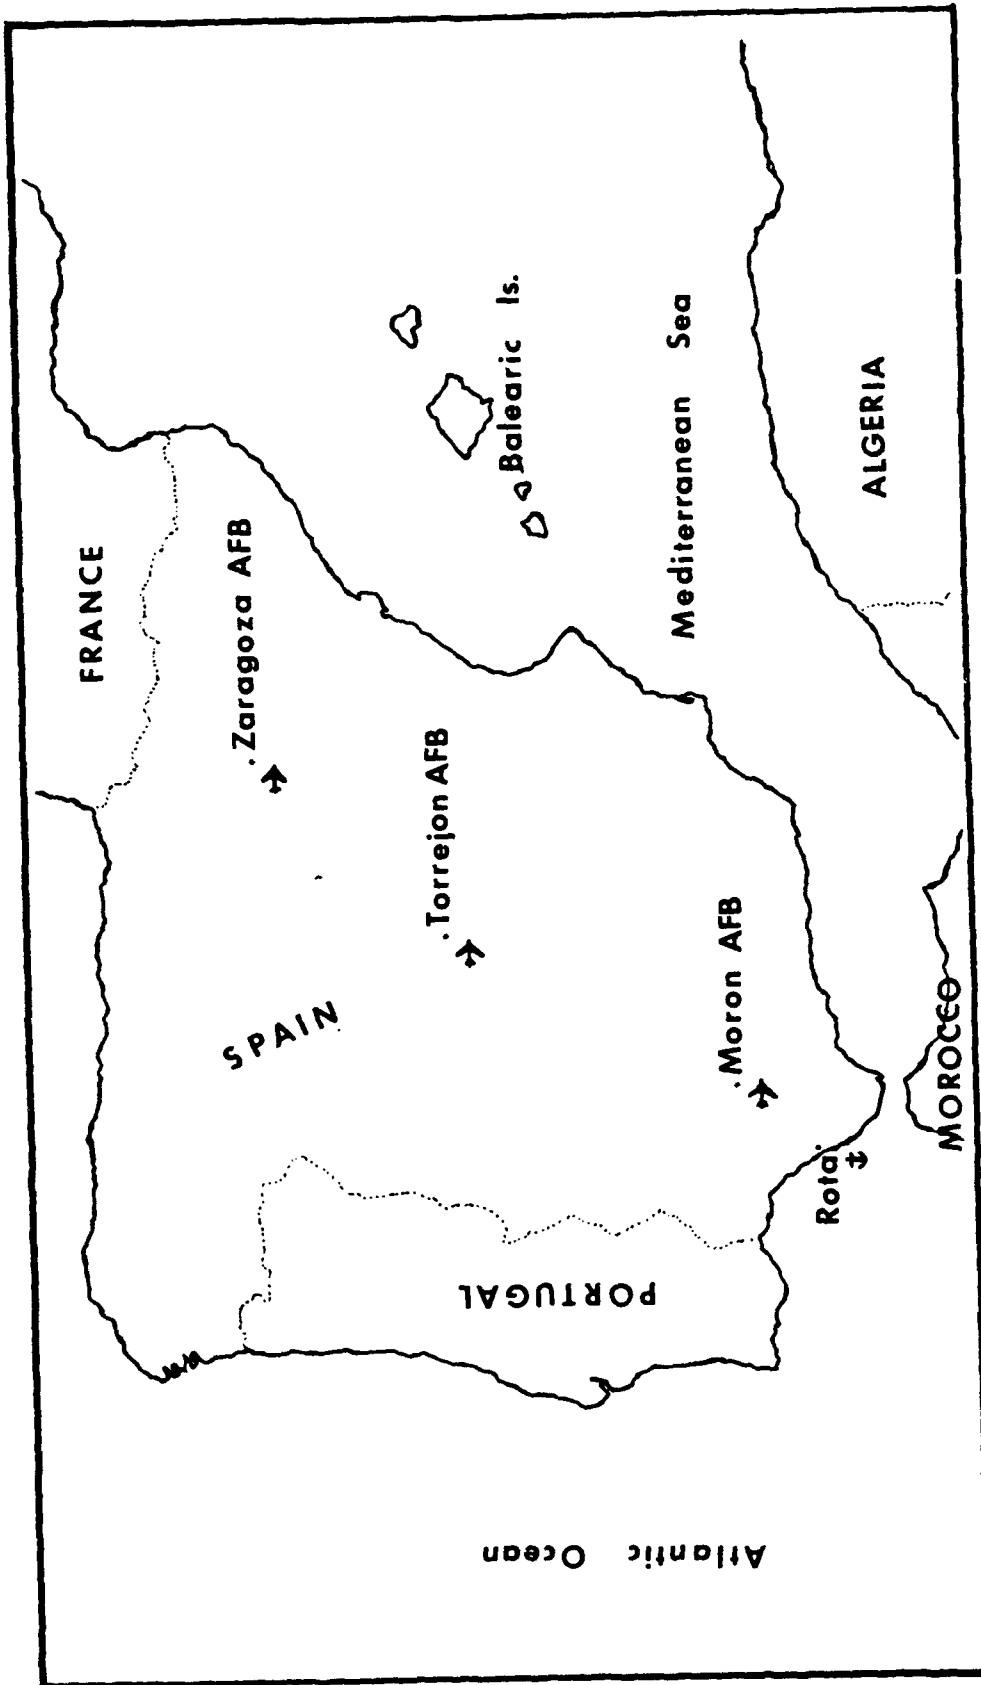 FRANCE
.Zaragoza AFB
.Torrejon AFB
SPAIN
Balearic Is.
PORTUGAL
Mediterranean Sea
.Moron AFB
Rota.
ALGERIA
MOROCCO
Atlantic Ocean